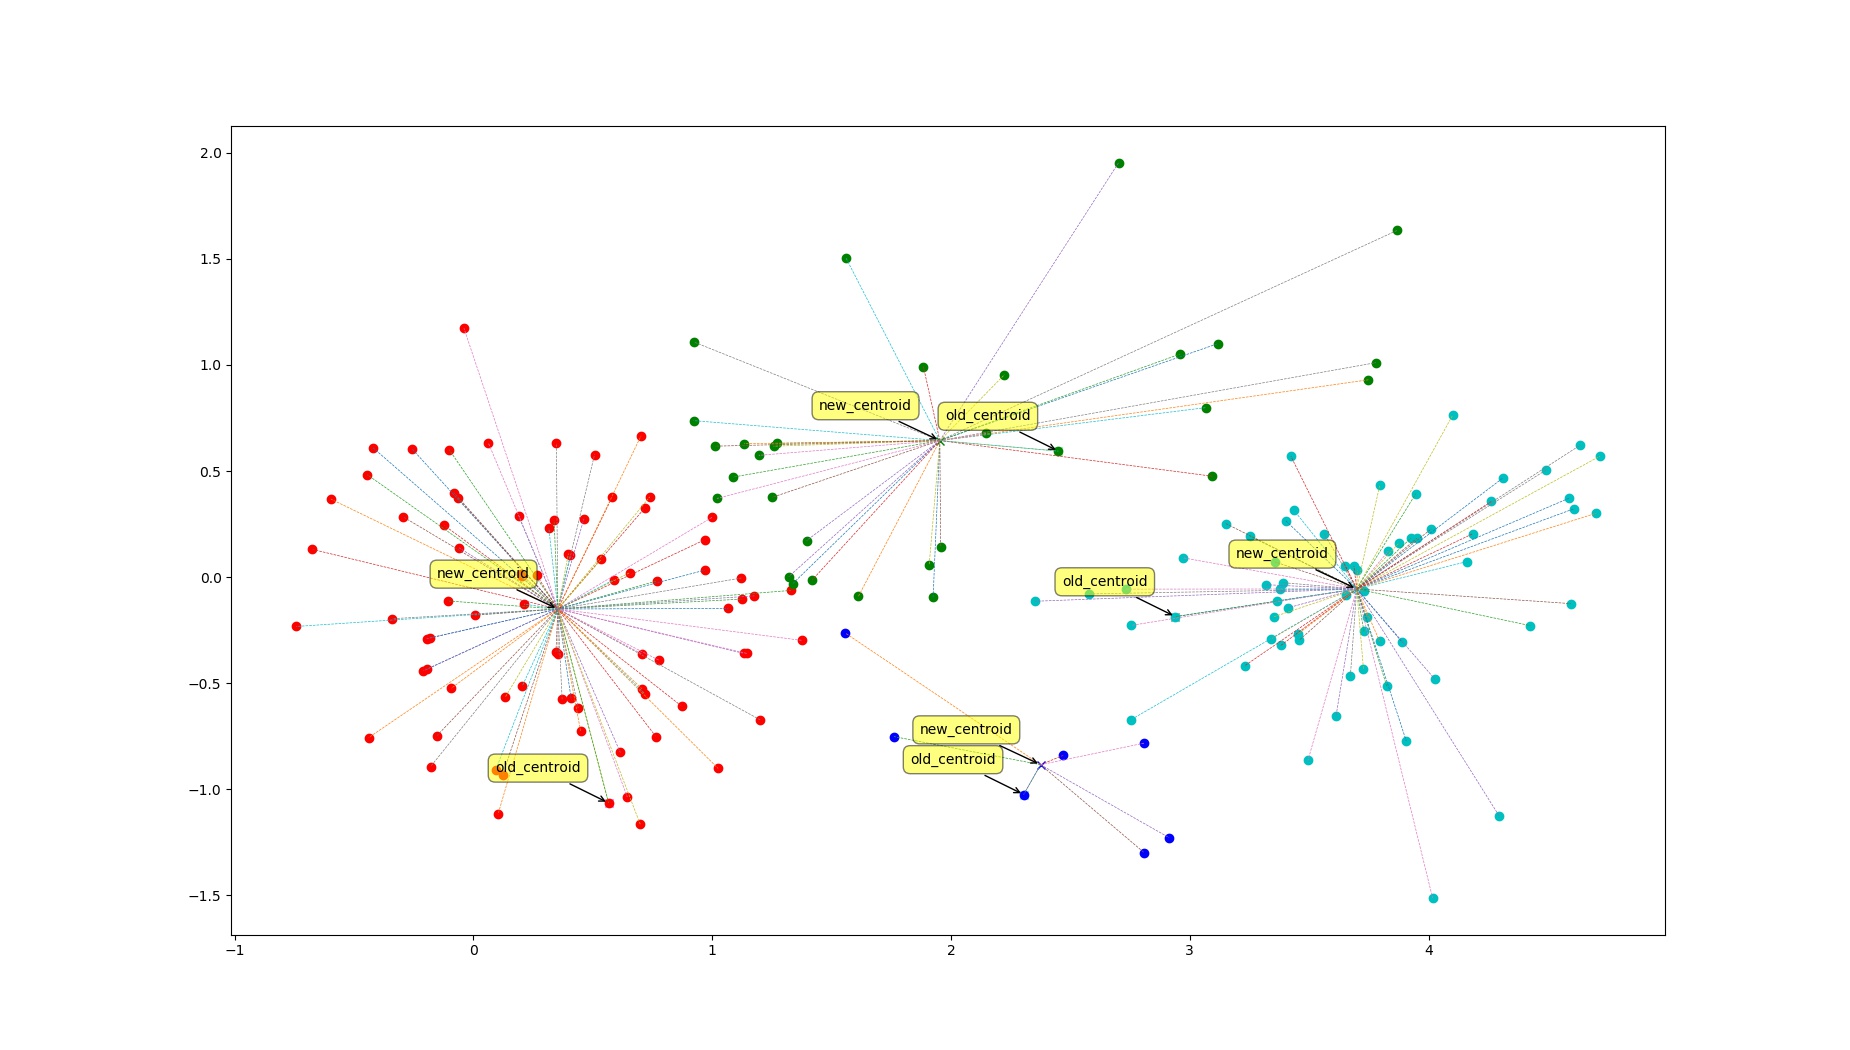 2.0
1.5
1.0
new_centroid
old_centroid
0.5
new_centroid
new_centroid
old_centroid
0.0
−0.5
new_centroid
old_centroid
old_centroid
−1.0
−1.5
−1 0 1 2 3 4